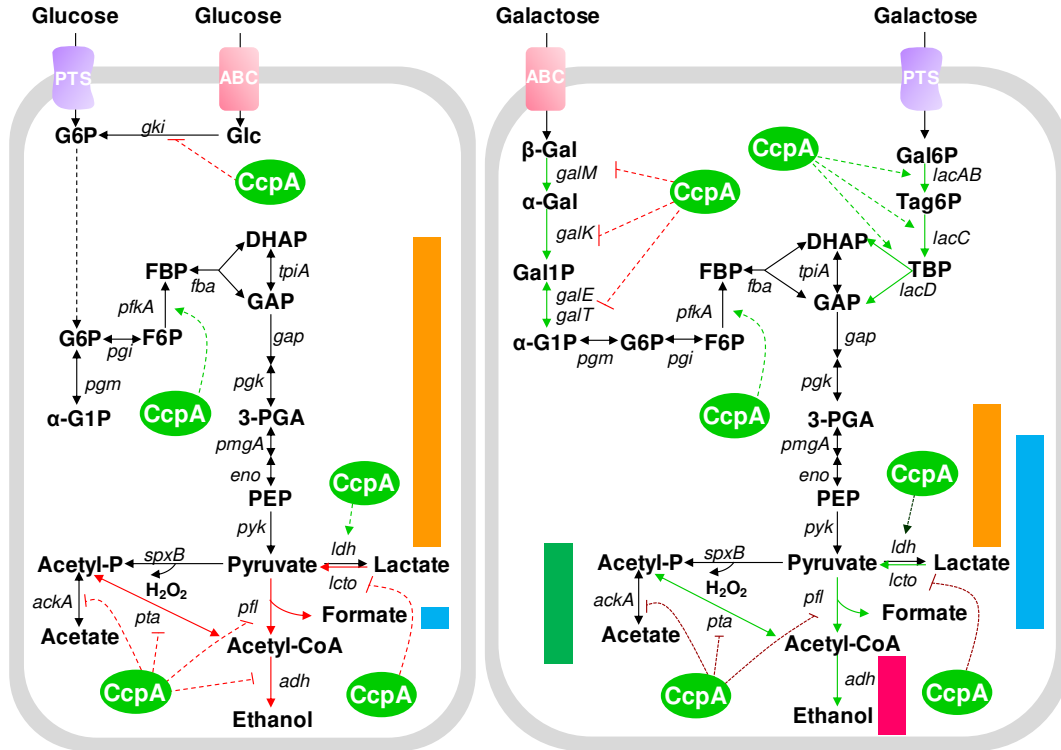 Glucose
Glucose
PTS
ABC
G6P
gki
Glc
CcpA
DHAP
FBP
tpiA
fba
GAP
pfkA
G6P
F6P
pgi
gap
pgm
pgk
α-G1P
CcpA
3-PGA
pmgA
eno
CcpA
PEP
pyk
ldh
Acetyl-P
spxB
Pyruvate
Lactate
H2O2
lcto
ackA
pta
pfl
Formate
Acetate
Acetyl-CoA
CcpA
adh
CcpA
Ethanol
Galactose
Galactose
ABC
PTS
β-Gal
CcpA
Gal6P
galM
lacAB
CcpA
α-Gal
Tag6P
galK
DHAP
lacC
Gal1P
FBP
tpiA
TBP
fba
lacD
galE
GAP
galT
pfkA
α-G1P
G6P
F6P
gap
pgm
pgi
pgk
CcpA
3-PGA
pmgA
CcpA
eno
PEP
pyk
ldh
Acetyl-P
spxB
Pyruvate
Lactate
H2O2
lcto
ackA
pfl
Formate
Acetate
pta
Acetyl-CoA
CcpA
adh
CcpA
Ethanol